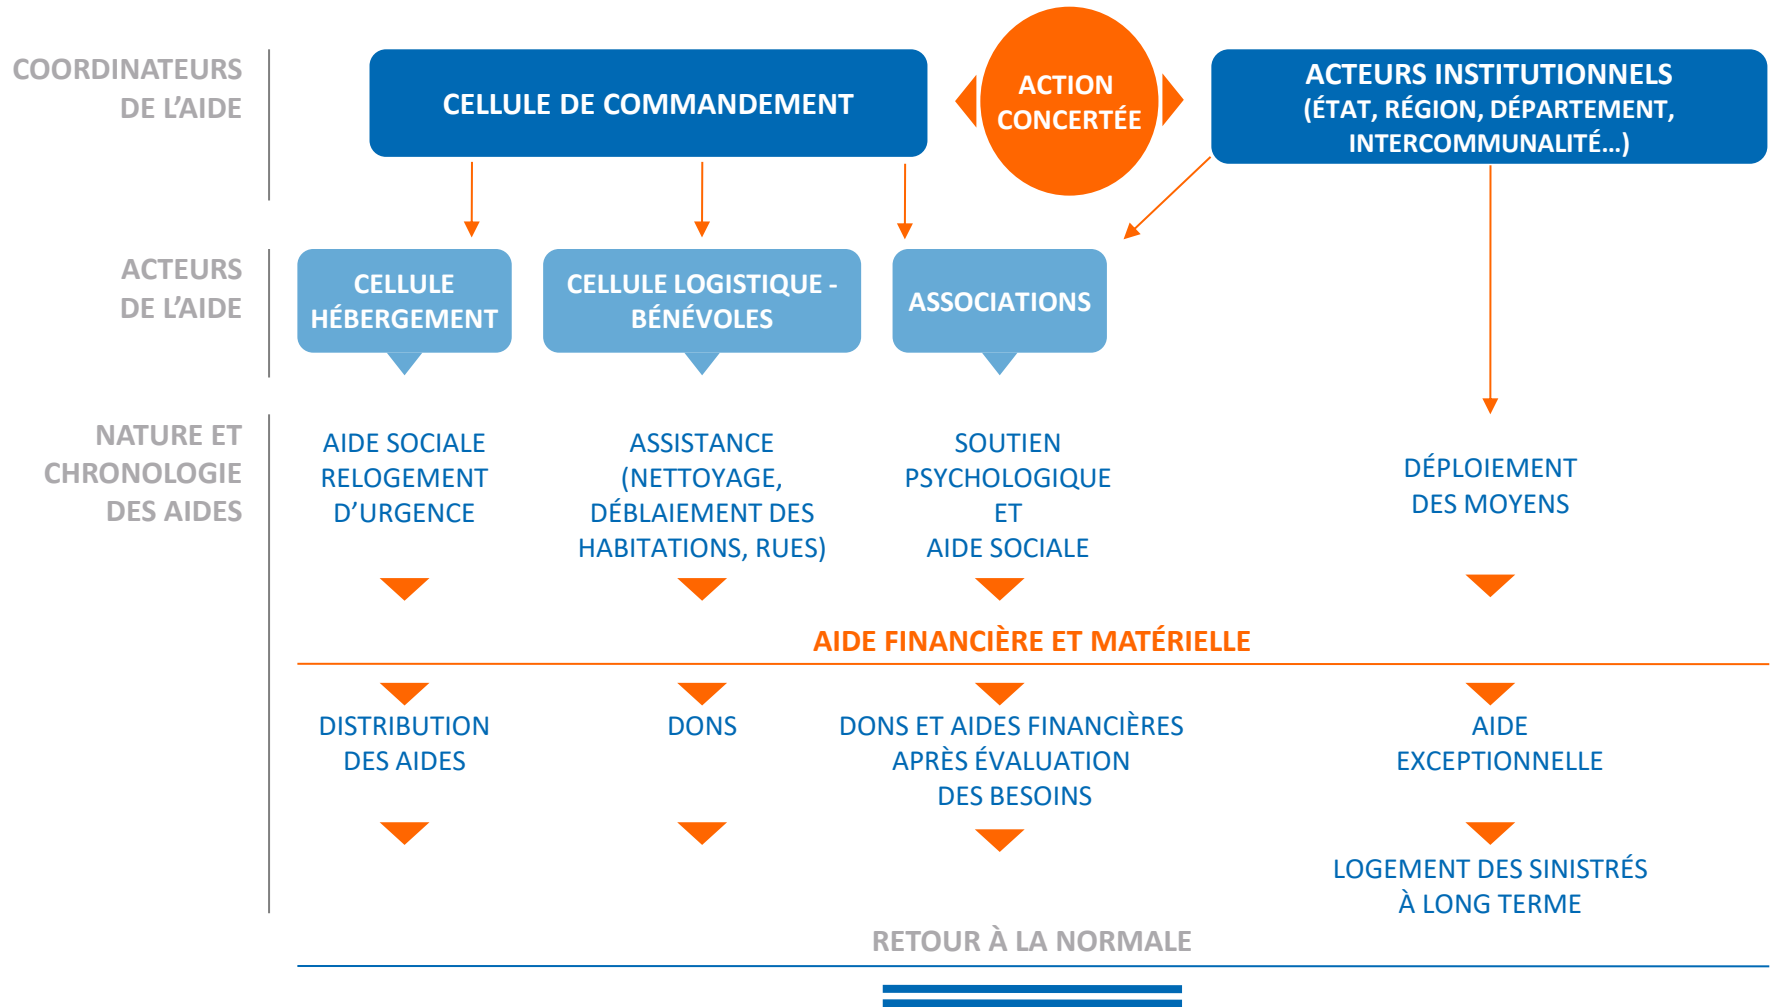 COORDINATEURS
DE L’AIDE
CELLULE DE COMMANDEMENT
ACTION
CONCERTÉE
ACTEURS INSTITUTIONNELS
(ÉTAT, RÉGION, DÉPARTEMENT,
INTERCOMMUNALITÉ…)
ACTEURS
DE L’AIDE
CELLULE
HÉBERGEMENT
CELLULE LOGISTIQUE -
BÉNÉVOLES
ASSOCIATIONS
NATURE ET
CHRONOLOGIE
DES AIDES
AIDE SOCIALE
RELOGEMENT
D’URGENCE
ASSISTANCE
(NETTOYAGE,
DÉBLAIEMENT DES
HABITATIONS, RUES)
SOUTIEN
PSYCHOLOGIQUE
ET
AIDE SOCIALE
DÉPLOIEMENT
DES MOYENS
AIDE FINANCIÈRE ET MATÉRIELLE
DISTRIBUTION
DES AIDES
DONS
DONS ET AIDES FINANCIÈRES
APRÈS ÉVALUATION
DES BESOINS
AIDE
EXCEPTIONNELLE
LOGEMENT DES SINISTRÉS
À LONG TERME
RETOUR À LA NORMALE